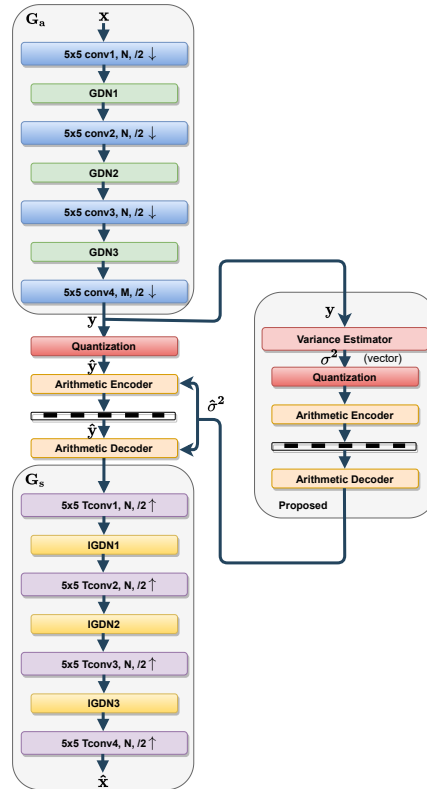 G_a
x
5x5 conv1, N, /2 ↓
GDN1
5x5 conv2, N, /2 ↓
GDN2
5x5 conv3, N, /2 ↓
GDN3
5x5 conv4, M, /2 ↓
y
Quantization
ŷ
Arithmetic Encoder
ŷ
Arithmetic Decoder
σ̂²
y
Variance Estimator
σ² (vector)
Quantization
Arithmetic Encoder
Arithmetic Decoder
Proposed
G_s
5x5 Tconv1, N, /2 ↑
IGDN1
5x5 Tconv2, N, /2 ↑
IGDN2
5x5 Tconv3, N, /2 ↑
IGDN3
5x5 Tconv4, N, /2 ↑
x̂